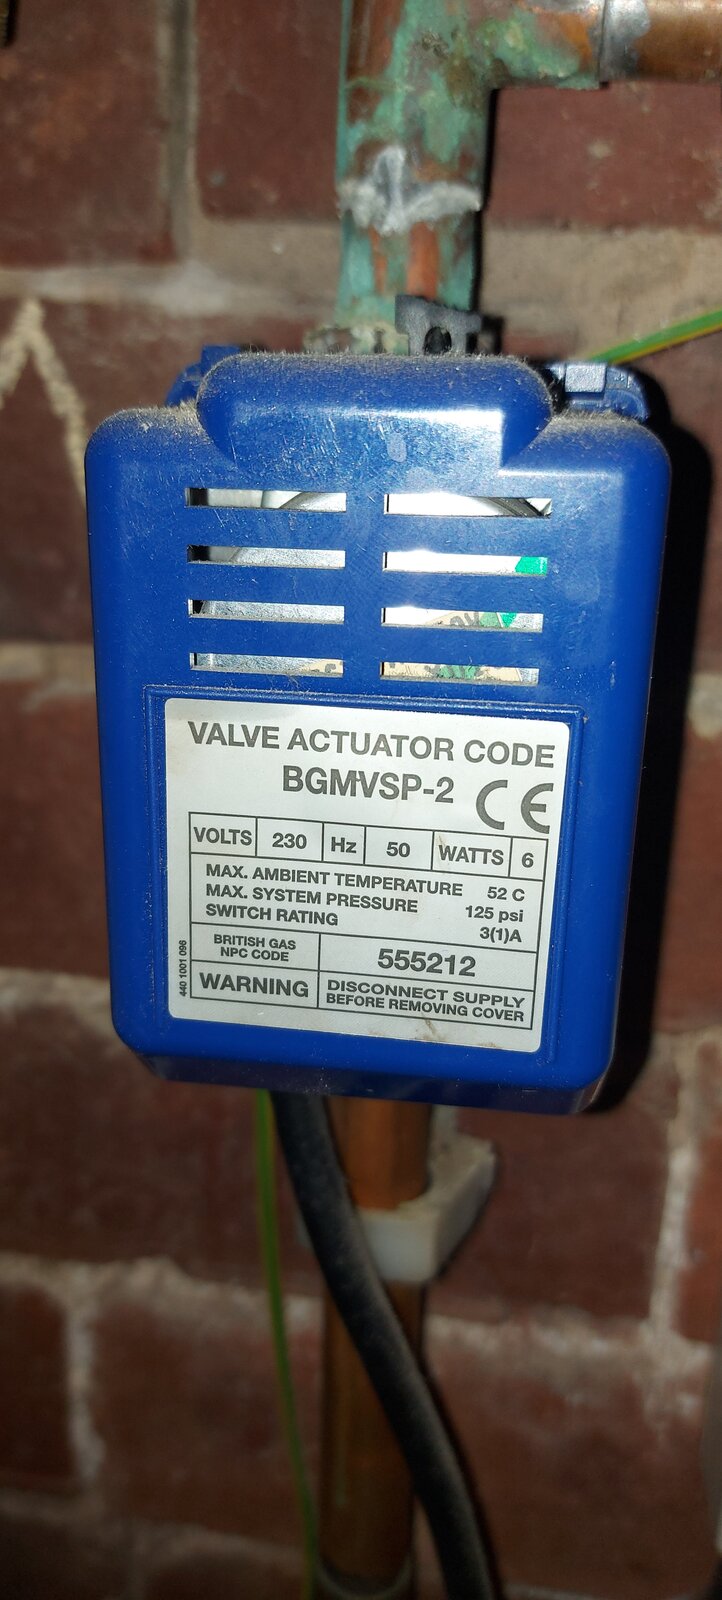 VALVE ACTUATOR CODE
BGMVSP-2 CE
VOLTS 230 Hz 50 WATTS 6
MAX. AMBIENT TEMPERATURE 52 C
MAX. SYSTEM PRESSURE 125 psi
SWITCH RATING 3(1)A
BRITISH GAS
NPC CODE
555212
440 1001 096
WARNING
DISCONNECT SUPPLY
BEFORE REMOVING COVER